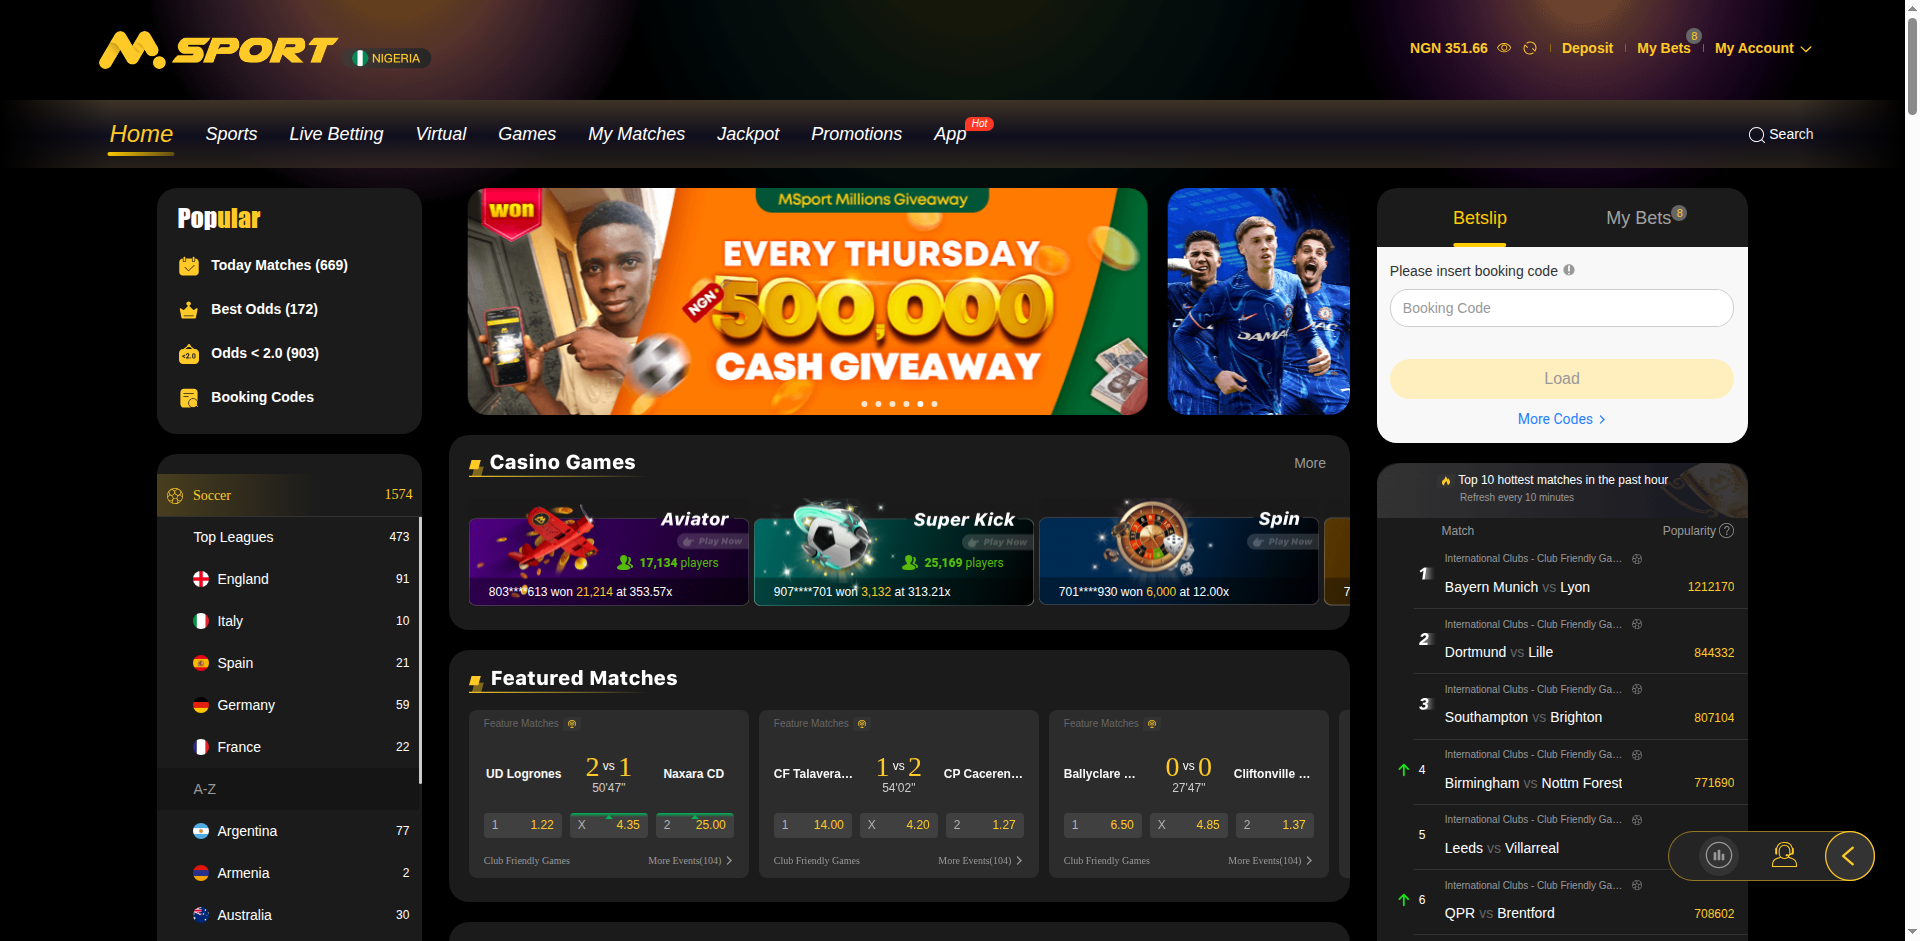 M.SPORT
NIGERIA
NGN 351.66
Deposit
My Bets
8
My Account
Home
Sports
Live Betting
Virtual
Games
My Matches
Jackpot
Promotions
App
Hot
Search
Popular
Today Matches (669)
Best Odds (172)
<2.0
Odds < 2.0 (903)
Booking Codes
Soccer 1574
Top Leagues 473
England 91
Italy 10
Spain 21
Germany 59
France 22
A-Z
Argentina 77
Armenia 2
Australia 30
won
MSport Millions Giveaway
EVERY THURSDAY
NGN 500,000
CASH GIVEAWAY
Casino Games
More
Aviator
Play Now
17,134 players
803****613 won 21,214 at 353.57x
Super Kick
Play Now
25,169 players
907****701 won 3,132 at 313.21x
Spin
Play Now
701****930 won 6,000 at 12.00x
7
Featured Matches
Feature Matches
UD Logrones 2 vs 1 Naxara CD
50'47"
1 1.22 X 4.35 2 25.00
Club Friendly Games More Events(104)
Feature Matches
CF Talavera... 1 vs 2 CP Caceren...
54'02"
1 14.00 X 4.20 2 1.27
Club Friendly Games More Events(104)
Feature Matches
Ballyclare ... 0 vs 0 Cliftonville ...
27'47"
1 6.50 X 4.85 2 1.37
Club Friendly Games More Events(104)
Betslip
My Bets
8
Please insert booking code
Booking Code
Load
More Codes
Top 10 hottest matches in the past hour
Refresh every 10 minutes
Match Popularity ?
International Clubs - Club Friendly Ga...
1 Bayern Munich vs Lyon 1212170
International Clubs - Club Friendly Ga...
2 Dortmund vs Lille 844332
International Clubs - Club Friendly Ga...
3 Southampton vs Brighton 807104
International Clubs - Club Friendly Ga...
4 Birmingham vs Nottm Forest 771690
International Clubs - Club Friendly Ga...
5 Leeds vs Villarreal
International Clubs - Club Friendly Ga...
6 QPR vs Brentford 708602